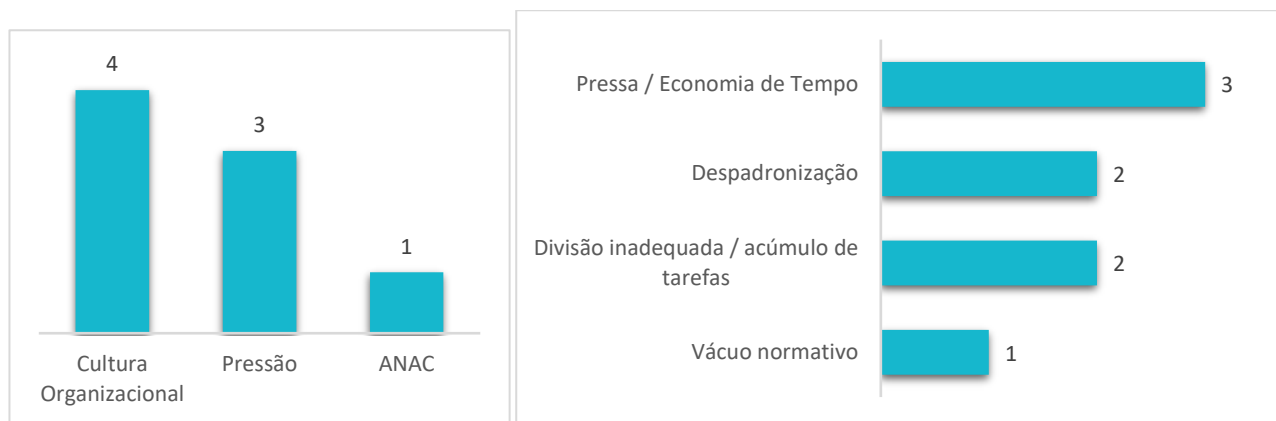 4
3
1
Cultura
Organizacional
Pressão
ANAC
Pressa / Economia de Tempo
3
Despadronização
2
Divisão inadequada / acúmulo de
tarefas
2
Vácuo normativo
1